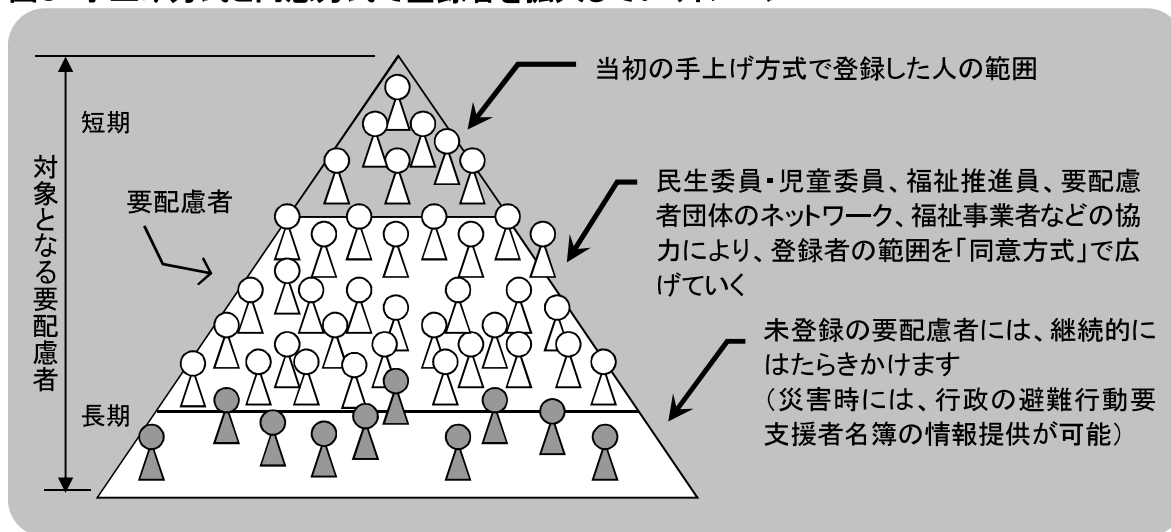 当初の手上げ方式で登録した人の範囲
短期
対象となる要配慮者
要配慮者
民生委員・児童委員、福祉推進員、要配慮
者団体のネットワーク、福祉事業者などの協
力により、登録者の範囲を「同意方式」で広
げていく
未登録の要配慮者には、継続的に
はたらきかけます
（災害時には、行政の避難行動要
支援者名簿の情報提供が可能）
長期